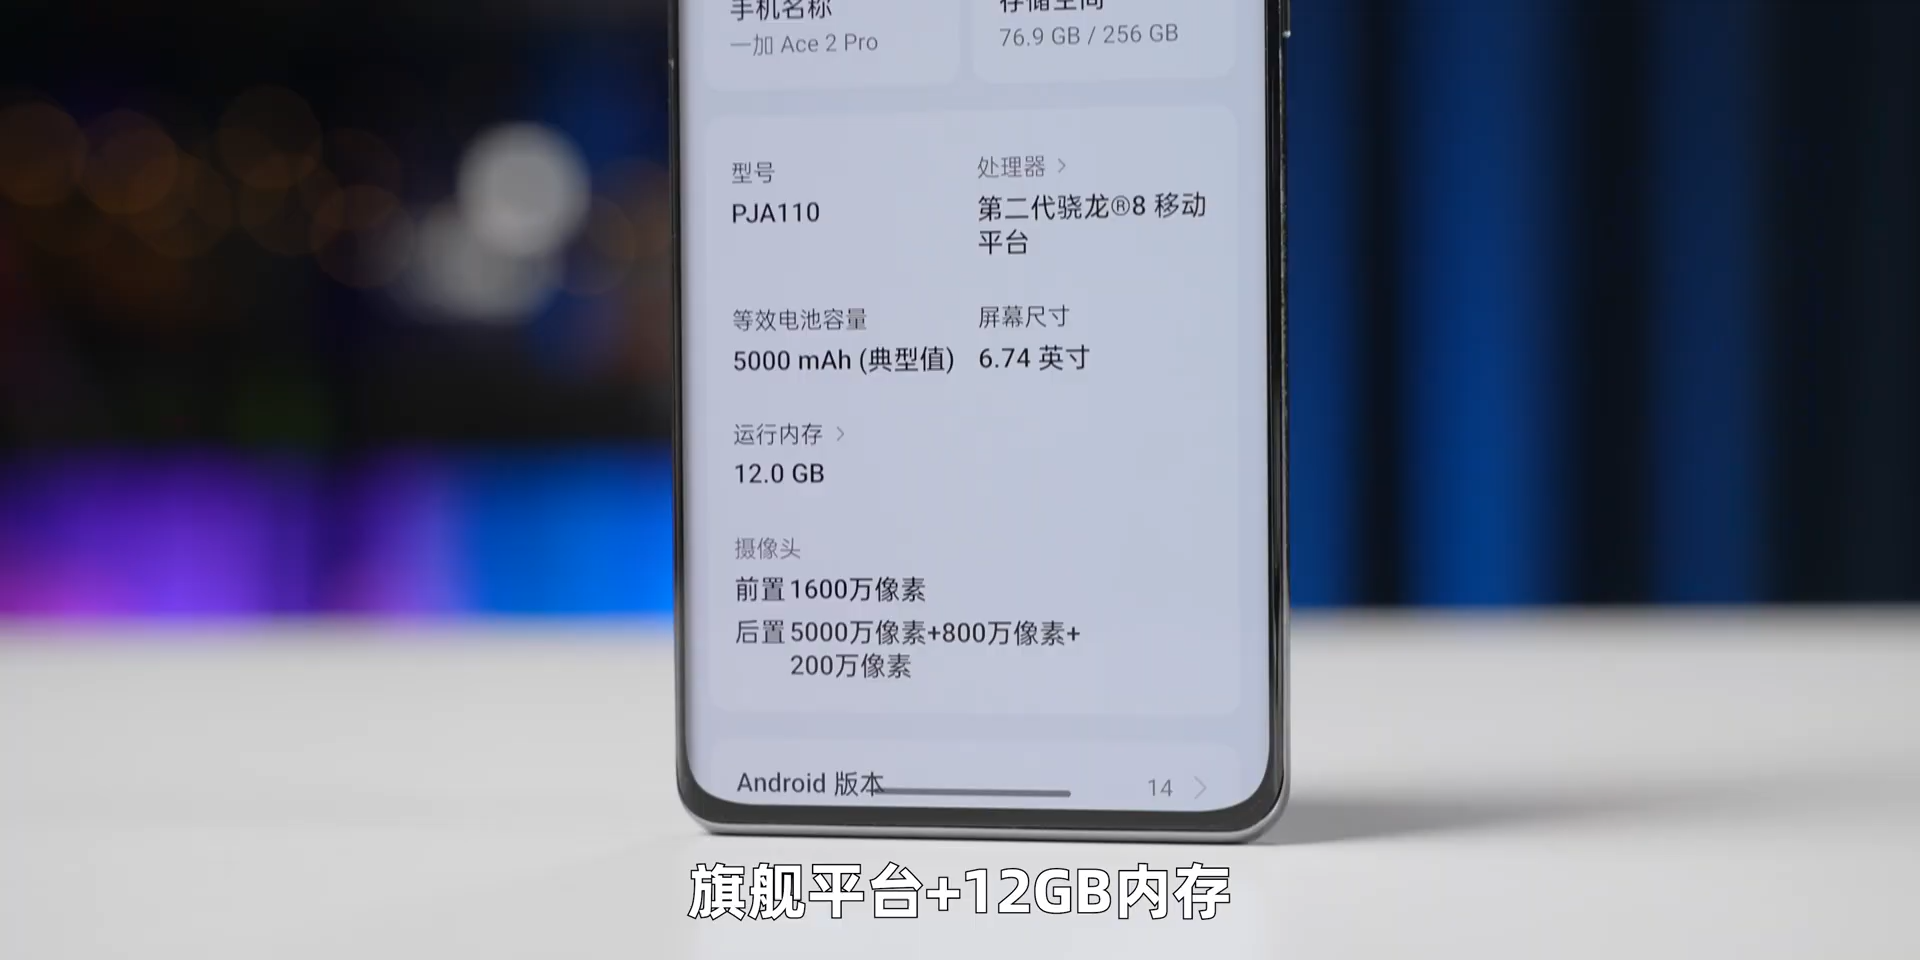 手机名称
存储空间
一加 Ace 2 Pro
76.9 GB / 256 GB
型号
处理器 >
PJA110
第二代骁龙®8 移动
平台
等效电池容量
屏幕尺寸
5000 mAh (典型值)
6.74 英寸
运行内存 >
12.0 GB
摄像头
前置 1600万像素
后置 5000万像素+800万像素+
200万像素
Android 版本
14 >
旗舰平台+12GB内存